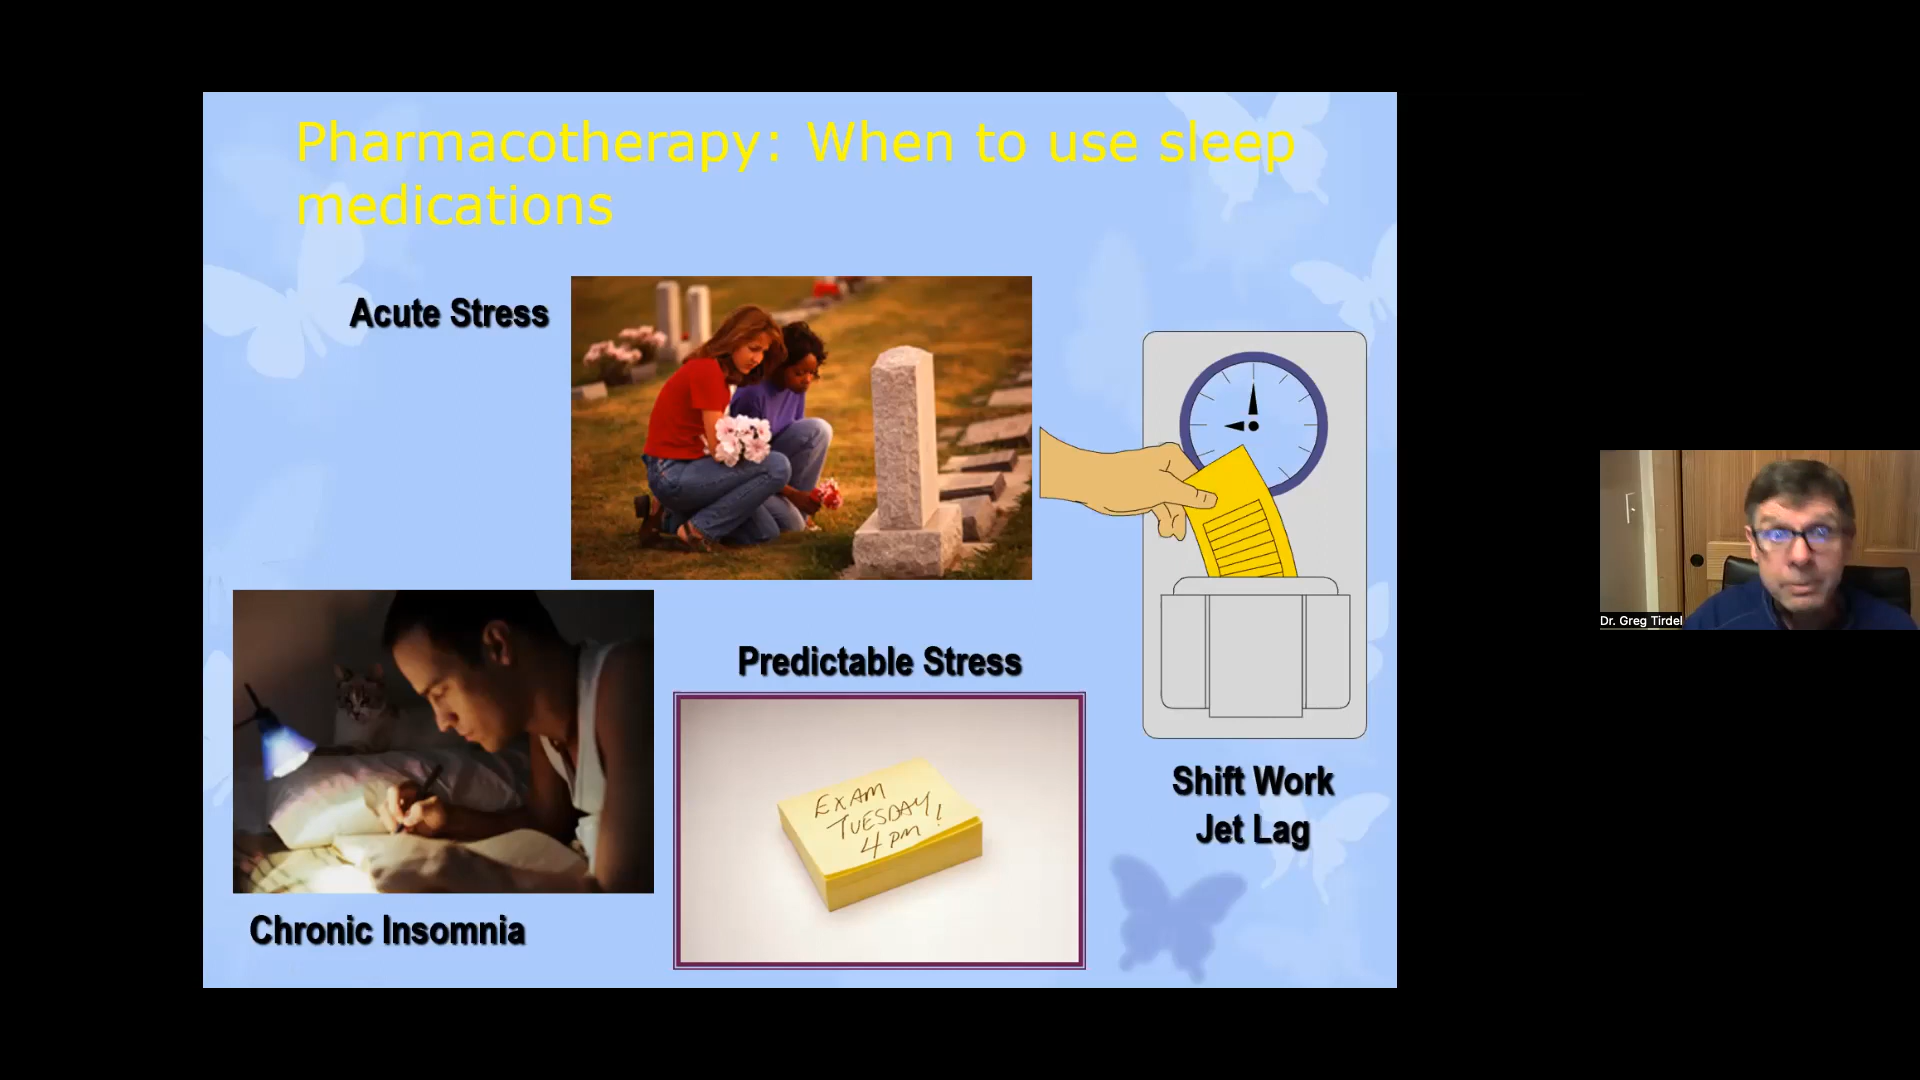 Pharmacotherapy: When to use sleep
medications
Acute Stress
Predictable Stress
EXAM
TUESDAY!
4 PM
Shift Work
Jet Lag
Chronic Insomnia
Dr. Greg Tirdel